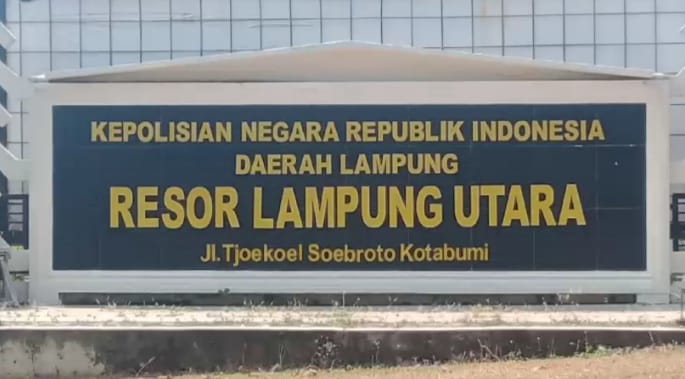 KEPOLISIAN NEGARA REPUBLIK INDONESIA
DAERAH LAMPUNG
RESOR LAMPUNG UTARA
Jl. Tjoekoel Soebroto Kotabumi